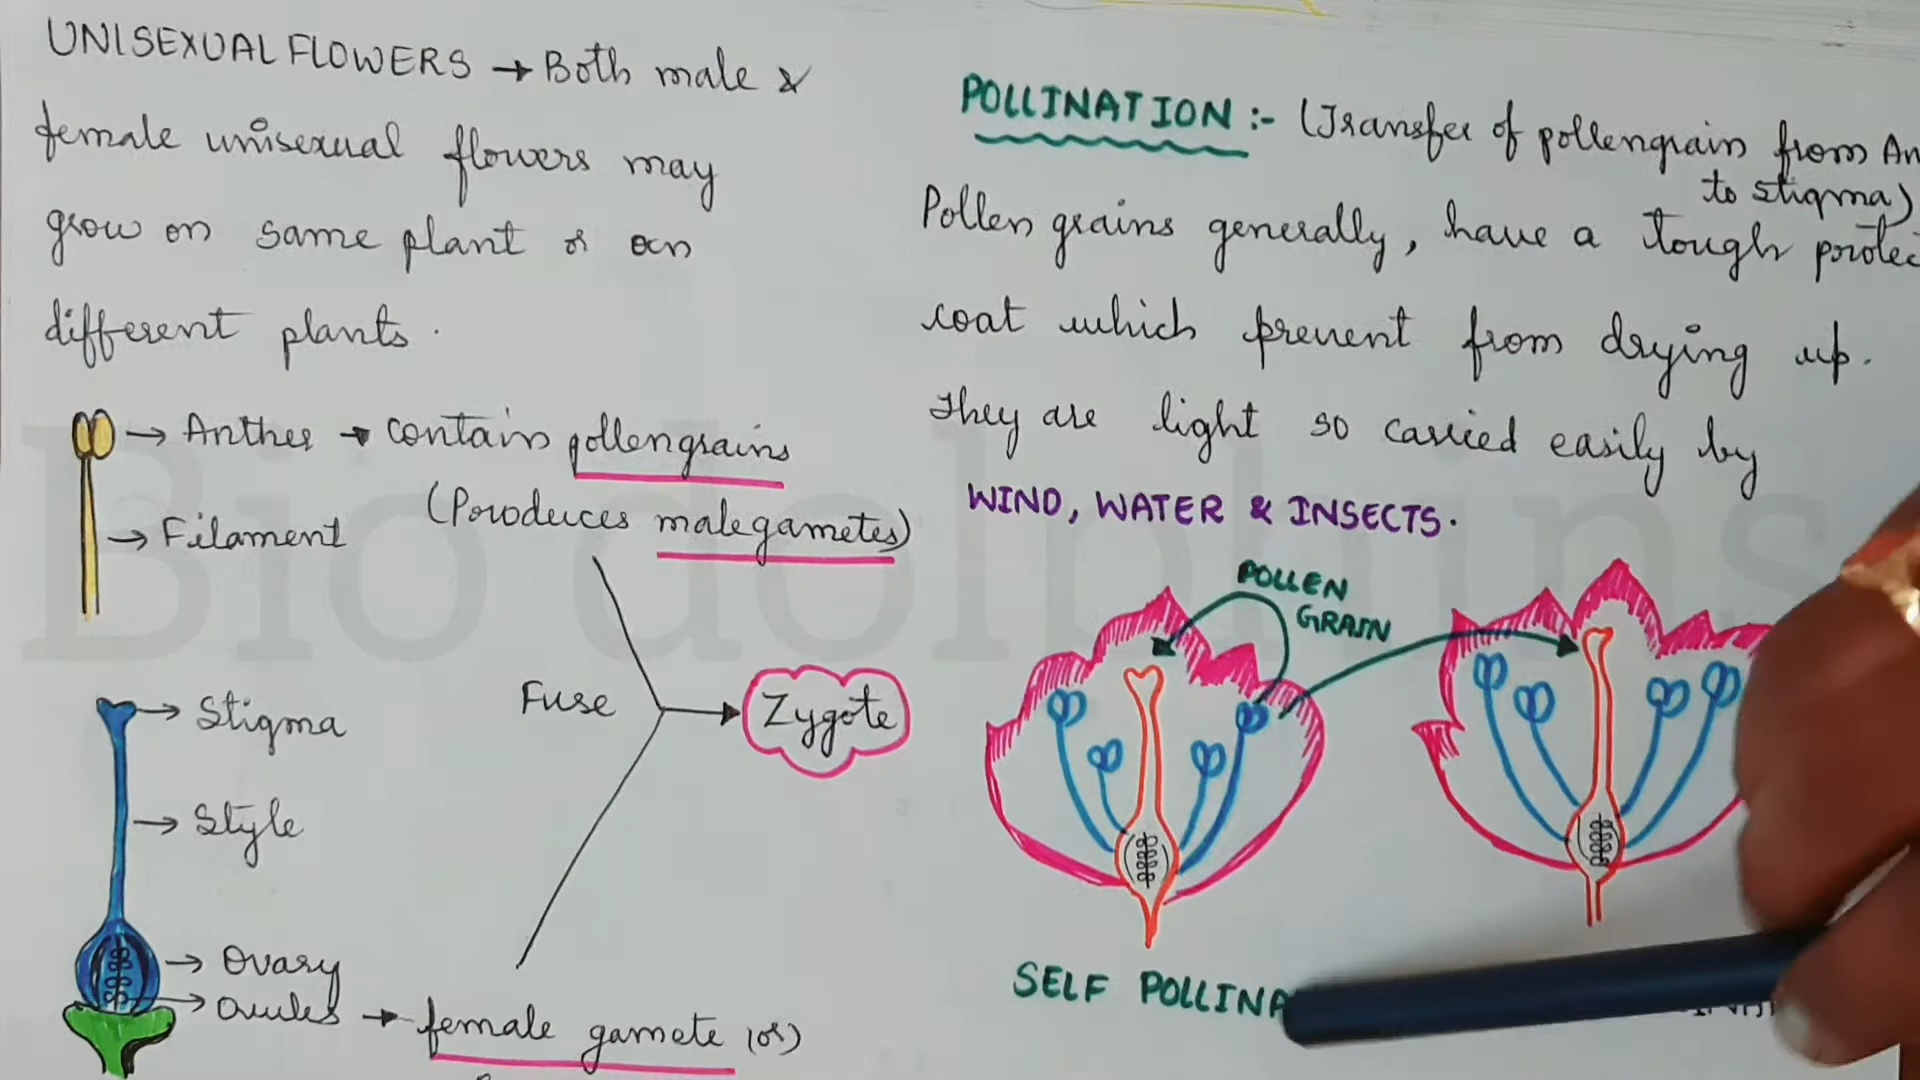 UNISEXUAL FLOWERS → Both male &
female unisexual flowers may
grow on same plant or on
different plants.
→ Anther → contain pollengrains
(Produces malegametes)
→ Filament
→ Stigma
Fuse
→ Zygote
→ Style
→ Ovary
→ Ovules → female gamete (or)
POLLINATION :- (Transfer of pollengrain from An
to stigma)
Pollen grains generally, have a tough protec
coat which prevent from drying up.
They are light so carried easily by
WIND, WATER & INSECTS.
POLLEN
GRAIN
SELF POLLINA
Bio dolphins